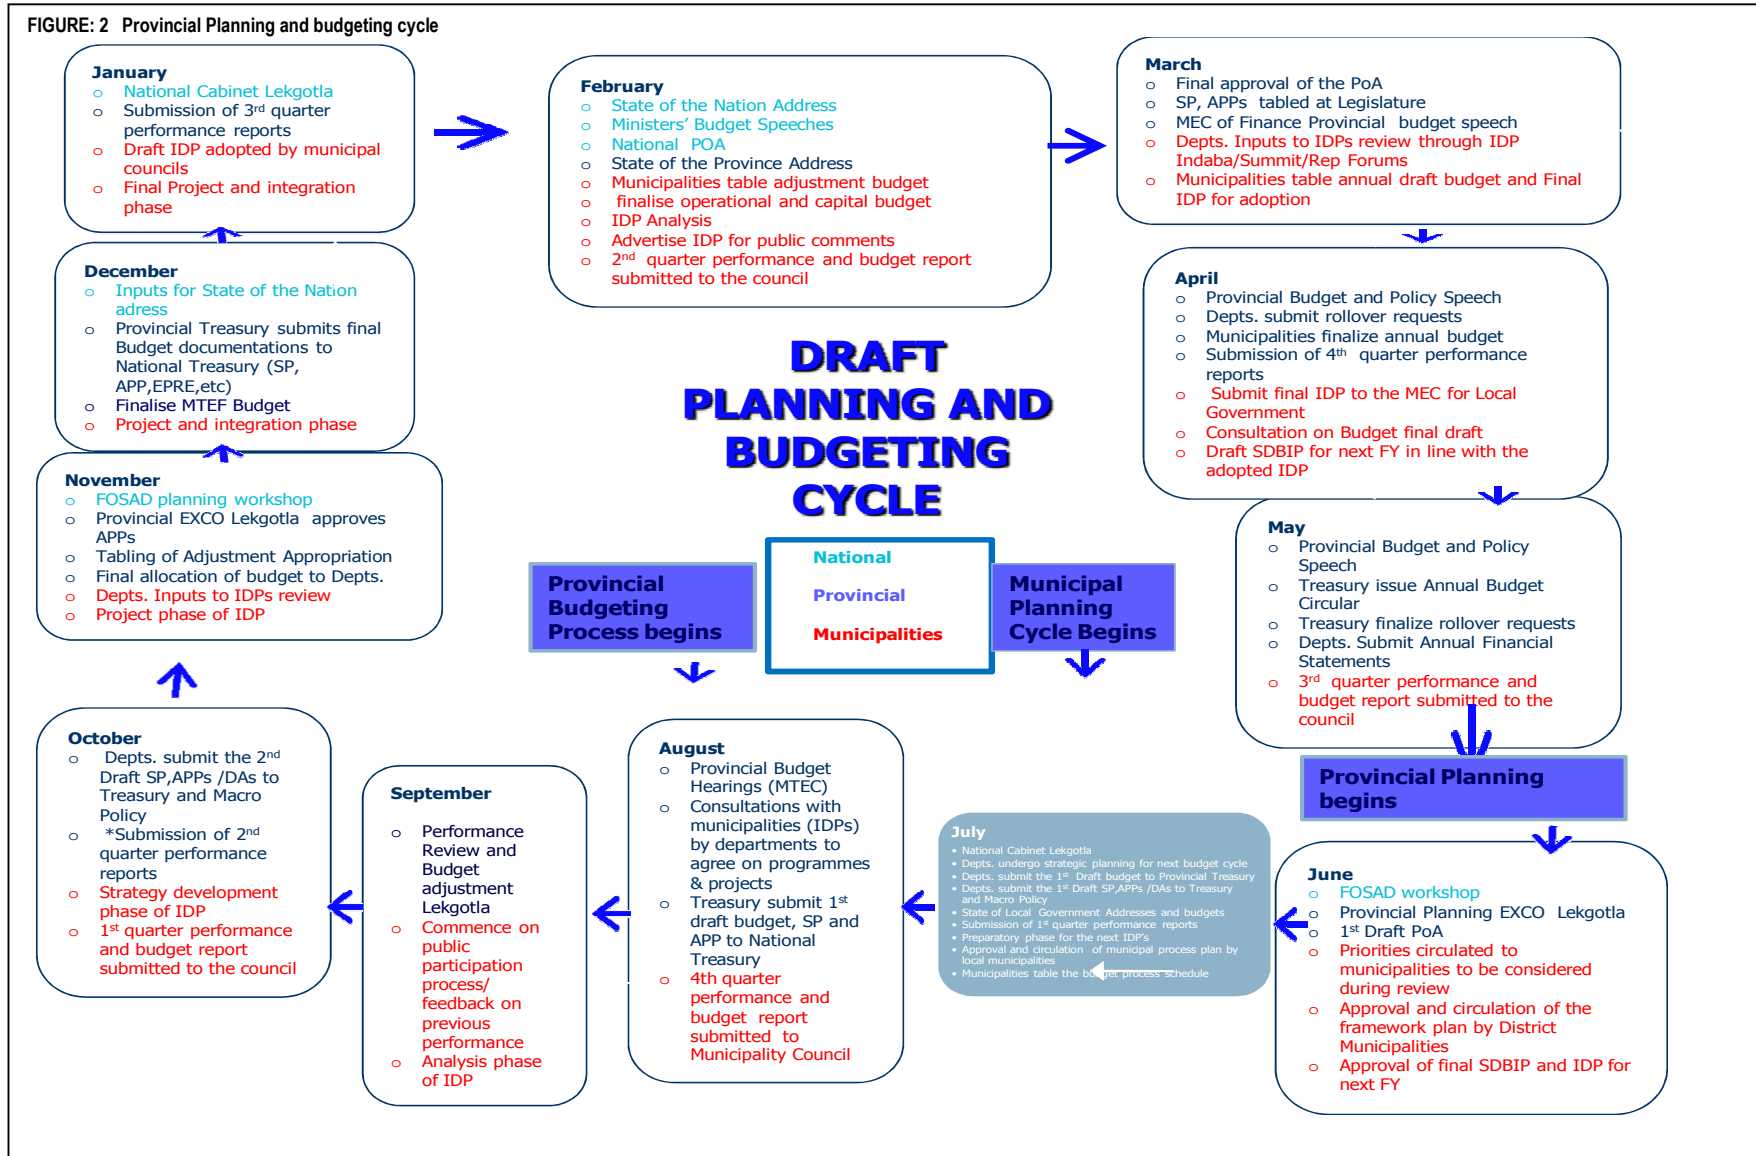 FIGURE: 2 Provincial Planning and budgeting cycle
January
o National Cabinet Lekgotla
o Submission of 3rd quarter
performance reports
o Draft IDP adopted by municipal
councils
o Final Project and integration
phase
February
o State of the Nation Address
o Ministers' Budget Speeches
o National POA
o State of the Province Address
o Municipalities table adjustment budget
o finalise operational and capital budget
o IDP Analysis
o Advertise IDP for public comments
o 2nd quarter performance and budget report
submitted to the council
March
o Final approval of the PoA
o SP, APPs tabled at Legislature
o MEC of Finance Provincial budget speech
o Depts. Inputs to IDPs review through IDP
Indaba/Summit/Rep Forums
o Municipalities table annual draft budget and Final
IDP for adoption
December
o Inputs for State of the Nation
adress
o Provincial Treasury submits final
Budget documentations to
National Treasury (SP,
APP,EPRE,etc)
o Finalise MTEF Budget
o Project and integration phase
April
o Provincial Budget and Policy Speech
o Depts. submit rollover requests
o Municipalities finalize annual budget
o Submission of 4th quarter performance
reports
o Submit final IDP to the MEC for Local
Government
o Consultation on Budget final draft
o Draft SDBIP for next FY in line with the
adopted IDP
DRAFT
PLANNING AND
BUDGETING
CYCLE
November
o FOSAD planning workshop
o Provincial EXCO Lekgotla approves
APPs
o Tabling of Adjustment Appropriation
o Final allocation of budget to Depts.
o Depts. Inputs to IDPs review
o Project phase of IDP
Provincial
Budgeting
Process begins
National
Provincial
Municipalities
Municipal
Planning
Cycle Begins
May
o Provincial Budget and Policy
Speech
o Treasury issue Annual Budget
Circular
o Treasury finalize rollover requests
o Depts. Submit Annual Financial
Statements
o 3rd quarter performance and
budget report submitted to the
council
Provincial Planning
begins
October
o Depts. submit the 2nd
Draft SP,APPs /DAs to
Treasury and Macro
Policy
o *Submission of 2nd
quarter performance
reports
o Strategy development
phase of IDP
o 1st quarter performance
and budget report
submitted to the council
September
o Performance
Review and
Budget
adjustment
Lekgotla
o Commence on
public
participation
process/
feedback on
previous
performance
o Analysis phase
of IDP
August
o Provincial Budget
Hearings (MTEC)
o Consultations with
municipalities (IDPs)
by departments to
agree on programmes
& projects
o Treasury submit 1st
draft budget, SP and
APP to National
Treasury
o 4th quarter
performance and
budget report
submitted to
Municipality Council
July
• National Cabinet Lekgotla
• Depts. undergo strategic planning for next budget cycle
• Depts. submit the 1st Draft budget to Provincial Treasury
• Depts. submit the 1st Draft SP,APPs /DAs to Treasury
and Macro Policy
• State of Local Government Addresses and budgets
• Submission of 1st quarter performance reports
• Preparatory phase for the next IDP's
• Approval and circulation of municipal process plan by
local municipalities
• Municipalities table the budget process schedule
June
o FOSAD workshop
o Provincial Planning EXCO Lekgotla
o 1st Draft PoA
o Priorities circulated to
municipalities to be considered
during review
o Approval and circulation of the
framework plan by District
Municipalities
o Approval of final SDBIP and IDP for
next FY